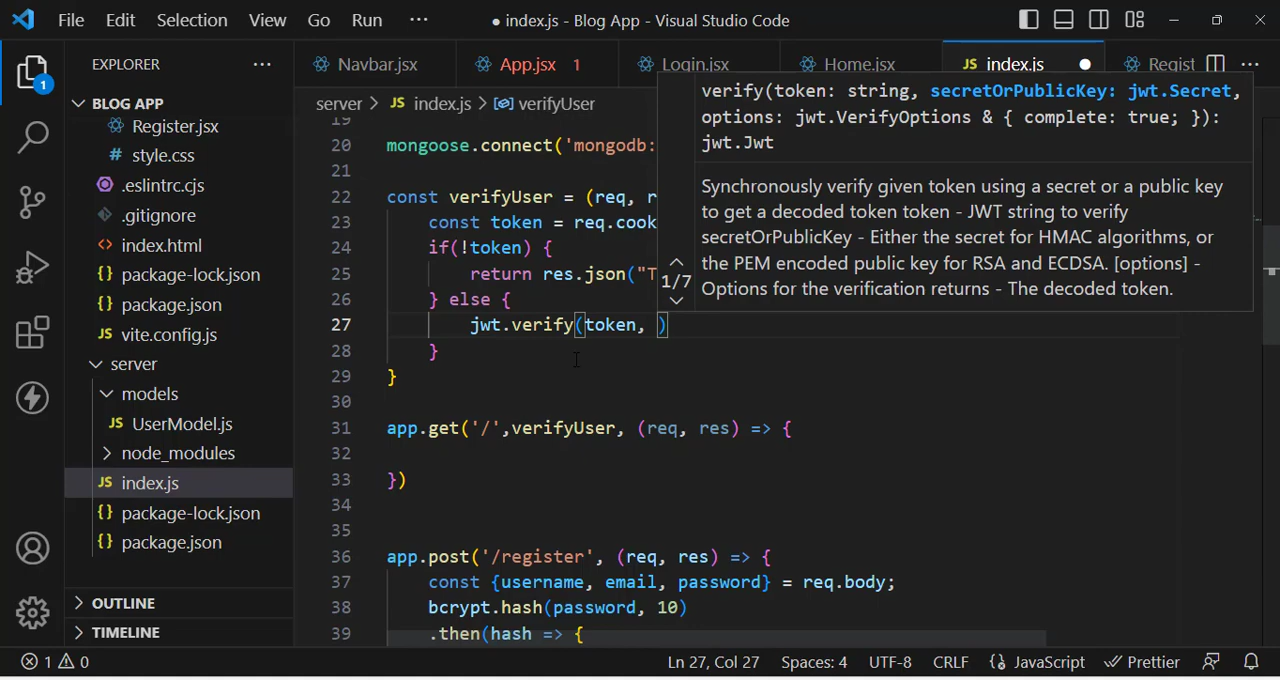 File Edit Selection View Go Run ··· ● index.js - Blog App - Visual Studio Code
EXPLORER ···
Navbar.jsx App.jsx 1 Login.jsx Home.jsx JS index.js ● Regist ···
1
BLOG APP
Register.jsx
# style.css
.eslintrc.cjs
.gitignore
<> index.html
{} package-lock.json
{} package.json
vite.config.js
server
models
JS UserModel.js
node_modules
JS index.js
{} package-lock.json
{} package.json
OUTLINE
TIMELINE
server > JS index.js > verifyUser
19
20 mongoose.connect('mongodb:
21
22 const verifyUser = (req, r
23 const token = req.cook
24 if(!token) {
25 return res.json("T
26 } else {
27 jwt.verify(token, )
28 }
29 }
30
31 app.get('/',verifyUser, (req, res) => {
32
33 })
34
35
36 app.post('/register', (req, res) => {
37 const {username, email, password} = req.body;
38 bcrypt.hash(password, 10)
39 .then(hash => {
1/7
verify(token: string, secretOrPublicKey: jwt.Secret,
options: jwt.VerifyOptions & { complete: true; }):
jwt.Jwt
Synchronously verify given token using a secret or a public key
to get a decoded token token - JWT string to verify
secretOrPublicKey - Either the secret for HMAC algorithms, or
the PEM encoded public key for RSA and ECDSA. [options] -
Options for the verification returns - The decoded token.
1 0 Ln 27, Col 27 Spaces: 4 UTF-8 CRLF {} JavaScript Prettier